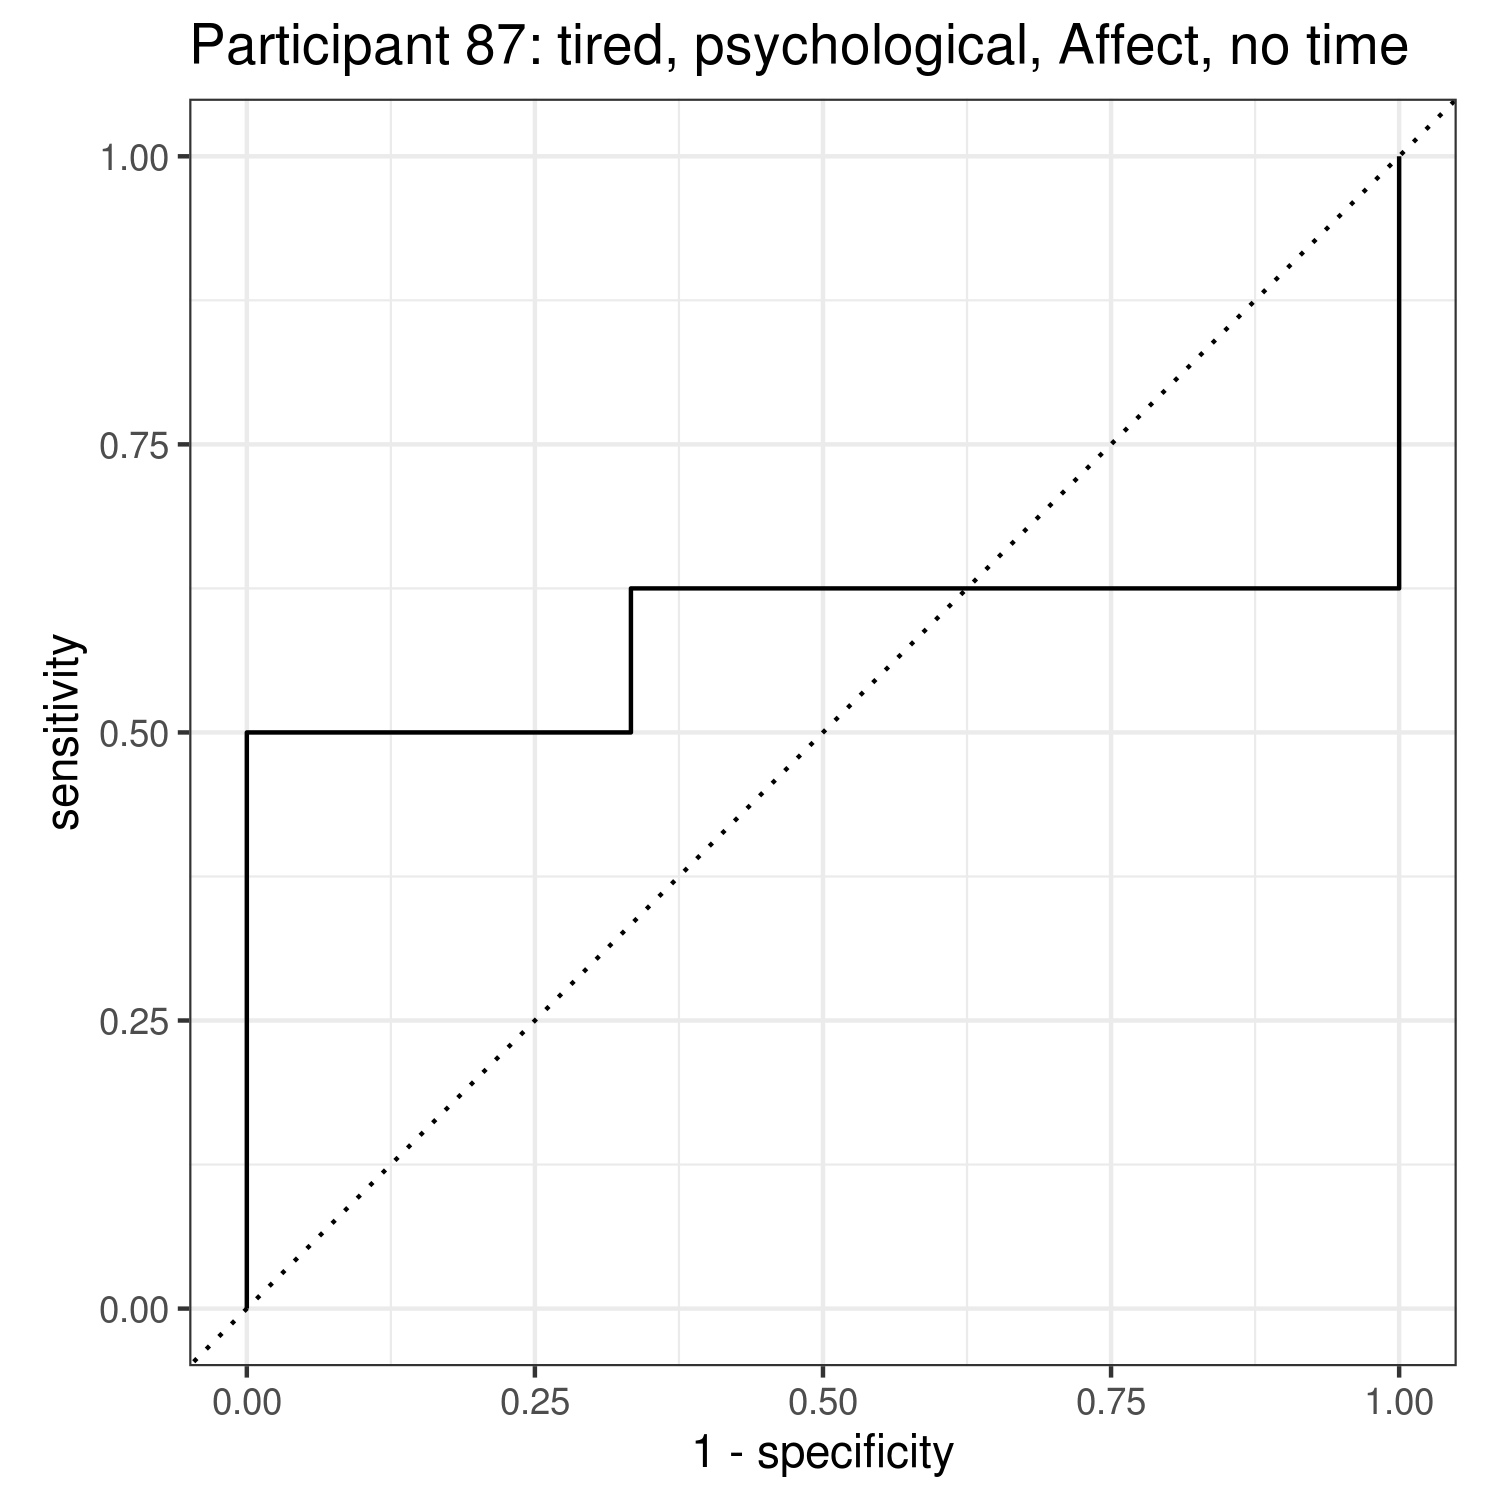 Participant 87: tired, psychological, Affect, no time
1.00
0.75
0.50
0.25
0.00
sensitivity
0.00 0.25 0.50 0.75 1.00
1 - specificity